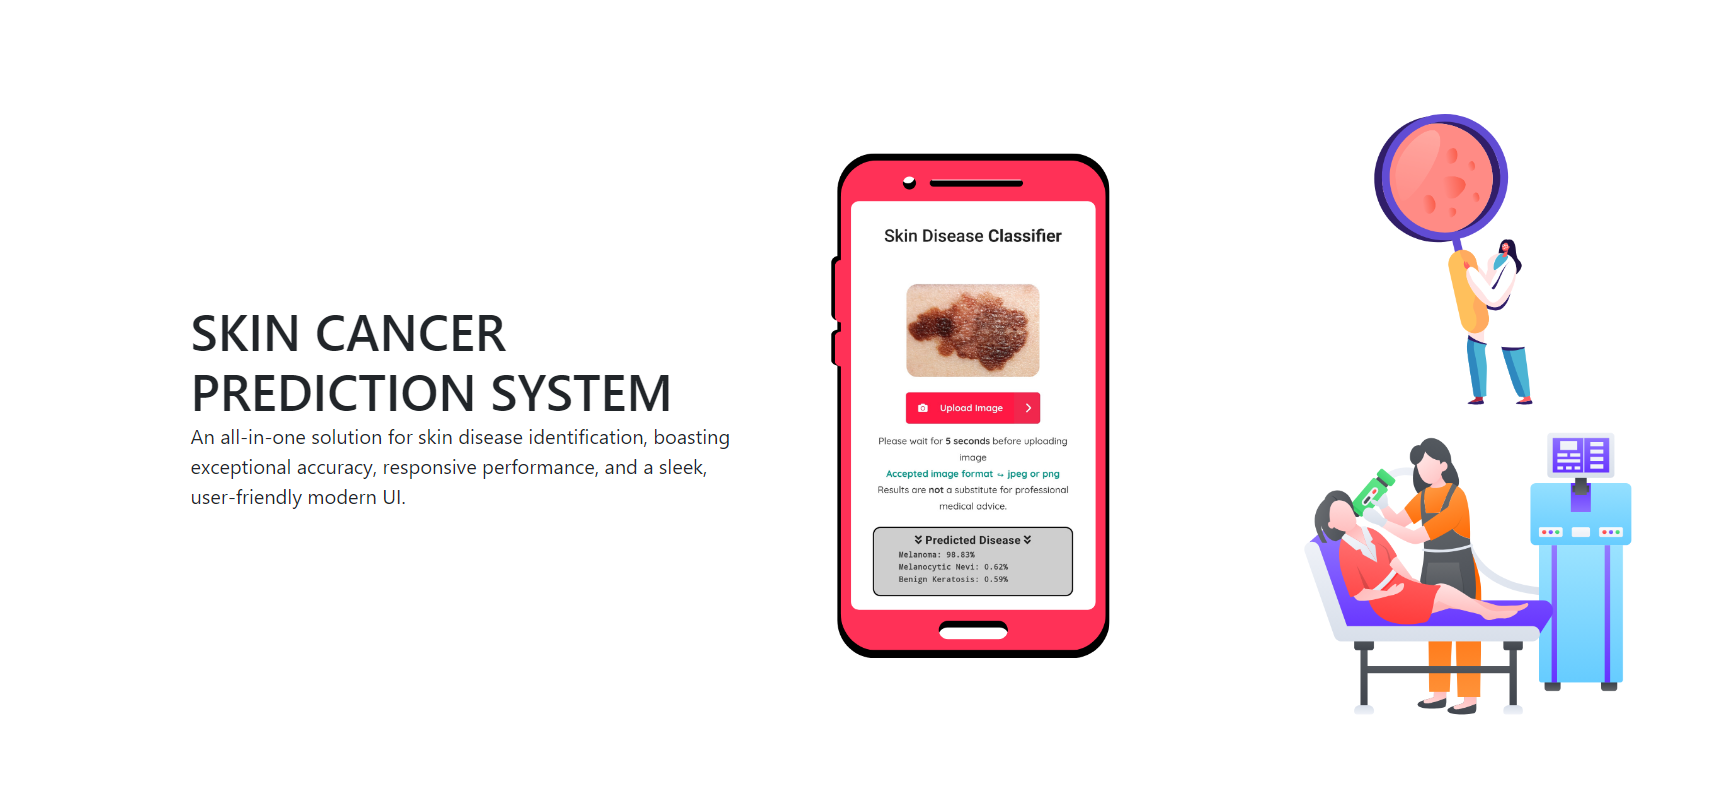 SKIN CANCER
PREDICTION SYSTEM
An all-in-one solution for skin disease identification, boasting
exceptional accuracy, responsive performance, and a sleek,
user-friendly modern UI.
Skin Disease Classifier
Upload Image
Please wait for 5 seconds before uploading
image
Accepted image format ↪ jpeg or png
Results are not a substitute for professional
medical advice.
Predicted Disease
Melanoma: 98.83%
Melanocytic Nevi: 0.62%
Benign Keratosis: 0.59%